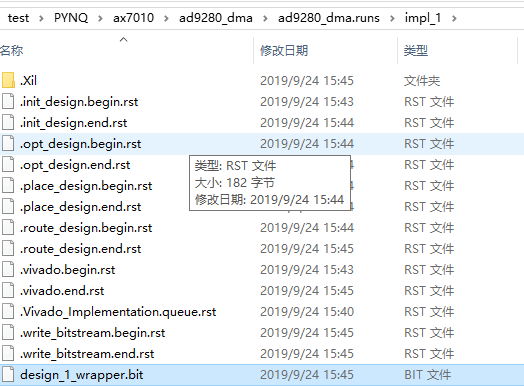 test > PYNQ > ax7010 > ad9280_dma > ad9280_dma.runs > impl_1 >
名称 修改日期 类型
.Xil 2019/9/24 15:45 文件夹
.init_design.begin.rst 2019/9/24 15:43 RST 文件
.init_design.end.rst 2019/9/24 15:44 RST 文件
.opt_design.begin.rst 2019/9/24 15:44 RST 文件
.opt_design.end.rst RST 文件
类型: RST 文件
.place_design.begin.rst RST 文件
大小: 182 字节
.place_design.end.rst RST 文件
修改日期: 2019/9/24 15:44
.route_design.begin.rst 2019/9/24 15:44 RST 文件
.route_design.end.rst 2019/9/24 15:45 RST 文件
.vivado.begin.rst 2019/9/24 15:43 RST 文件
.vivado.end.rst 2019/9/24 15:45 RST 文件
.Vivado_Implementation.queue.rst 2019/9/24 15:40 RST 文件
.write_bitstream.begin.rst 2019/9/24 15:45 RST 文件
.write_bitstream.end.rst 2019/9/24 15:45 RST 文件
design_1_wrapper.bit 2019/9/24 15:45 BIT 文件